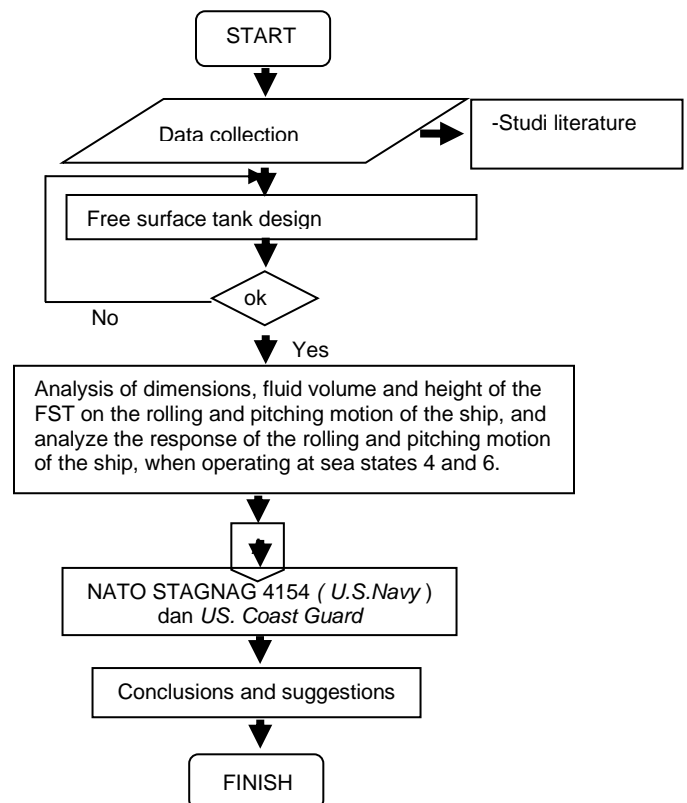 START
Data collection
-Studi literature
Free surface tank design
ok
No
Yes
Analysis of dimensions, fluid volume and height of the
FST on the rolling and pitching motion of the ship, and
analyze the response of the rolling and pitching motion
of the ship, when operating at sea states 4 and 6.
NATO STAGNAG 4154 ( U.S.Navy )
dan US. Coast Guard
Conclusions and suggestions
FINISH